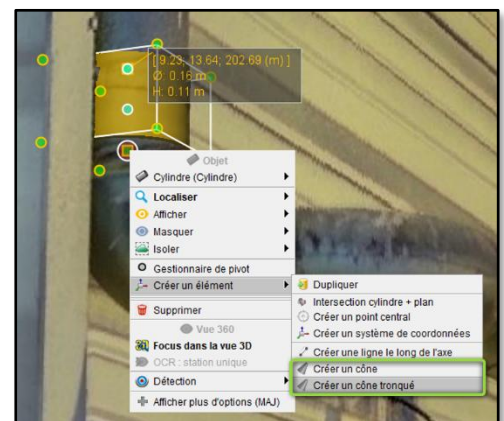 [ 9.23; 13.64; 202.69 (m) ]
Ø: 0.16 m
H: 0.11 m
Objet
Cylindre (Cylindre)
Localiser
Afficher
Masquer
Isoler
Gestionnaire de pivot
Créer un élément
Supprimer
Vue 360
Focus dans la vue 3D
OCR : station unique
Détection
Afficher plus d'options (MAJ)
Dupliquer
Intersection cylindre + plan
Créer un point central
Créer un système de coordonnées
Créer une ligne le long de l'axe
Créer un cône
Créer un cône tronqué